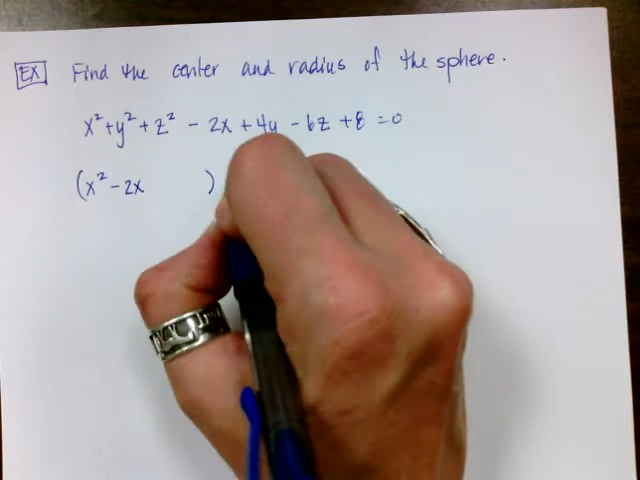 EX Find the center and radius of the sphere.
x² + y² + z² - 2x + 4y - 6z + 8 = 0
(x² - 2x )